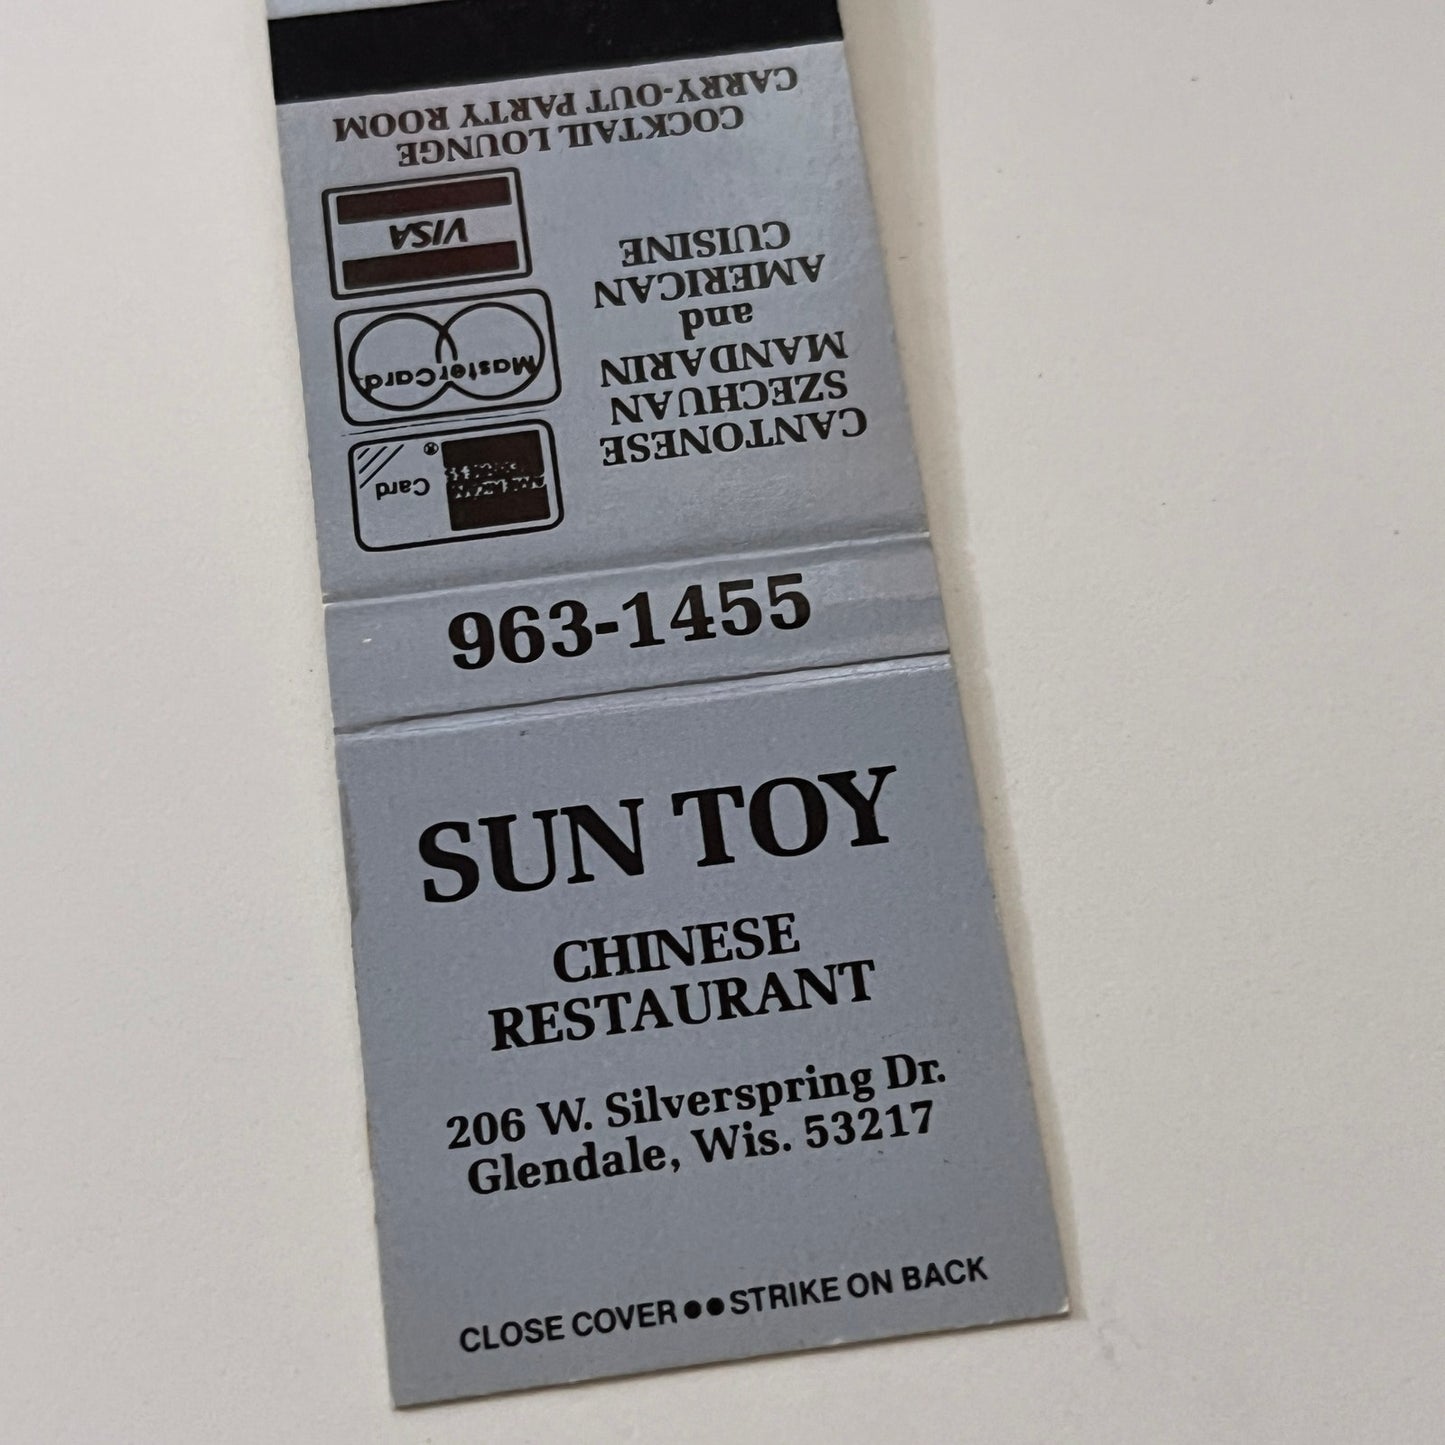 SUN TOY
CHINESE
RESTAURANT
206 W. Silverspring Dr.
Glendale, Wis. 53217
CLOSE COVER ●● STRIKE ON BACK
963-1455
CANTONESE
SZECHUAN
MANDARIN
and
AMERICAN
CUISINE
Card ®
MasterCard
VISA
COCKTAIL LOUNGE
CARRY-OUT PARTY ROOM